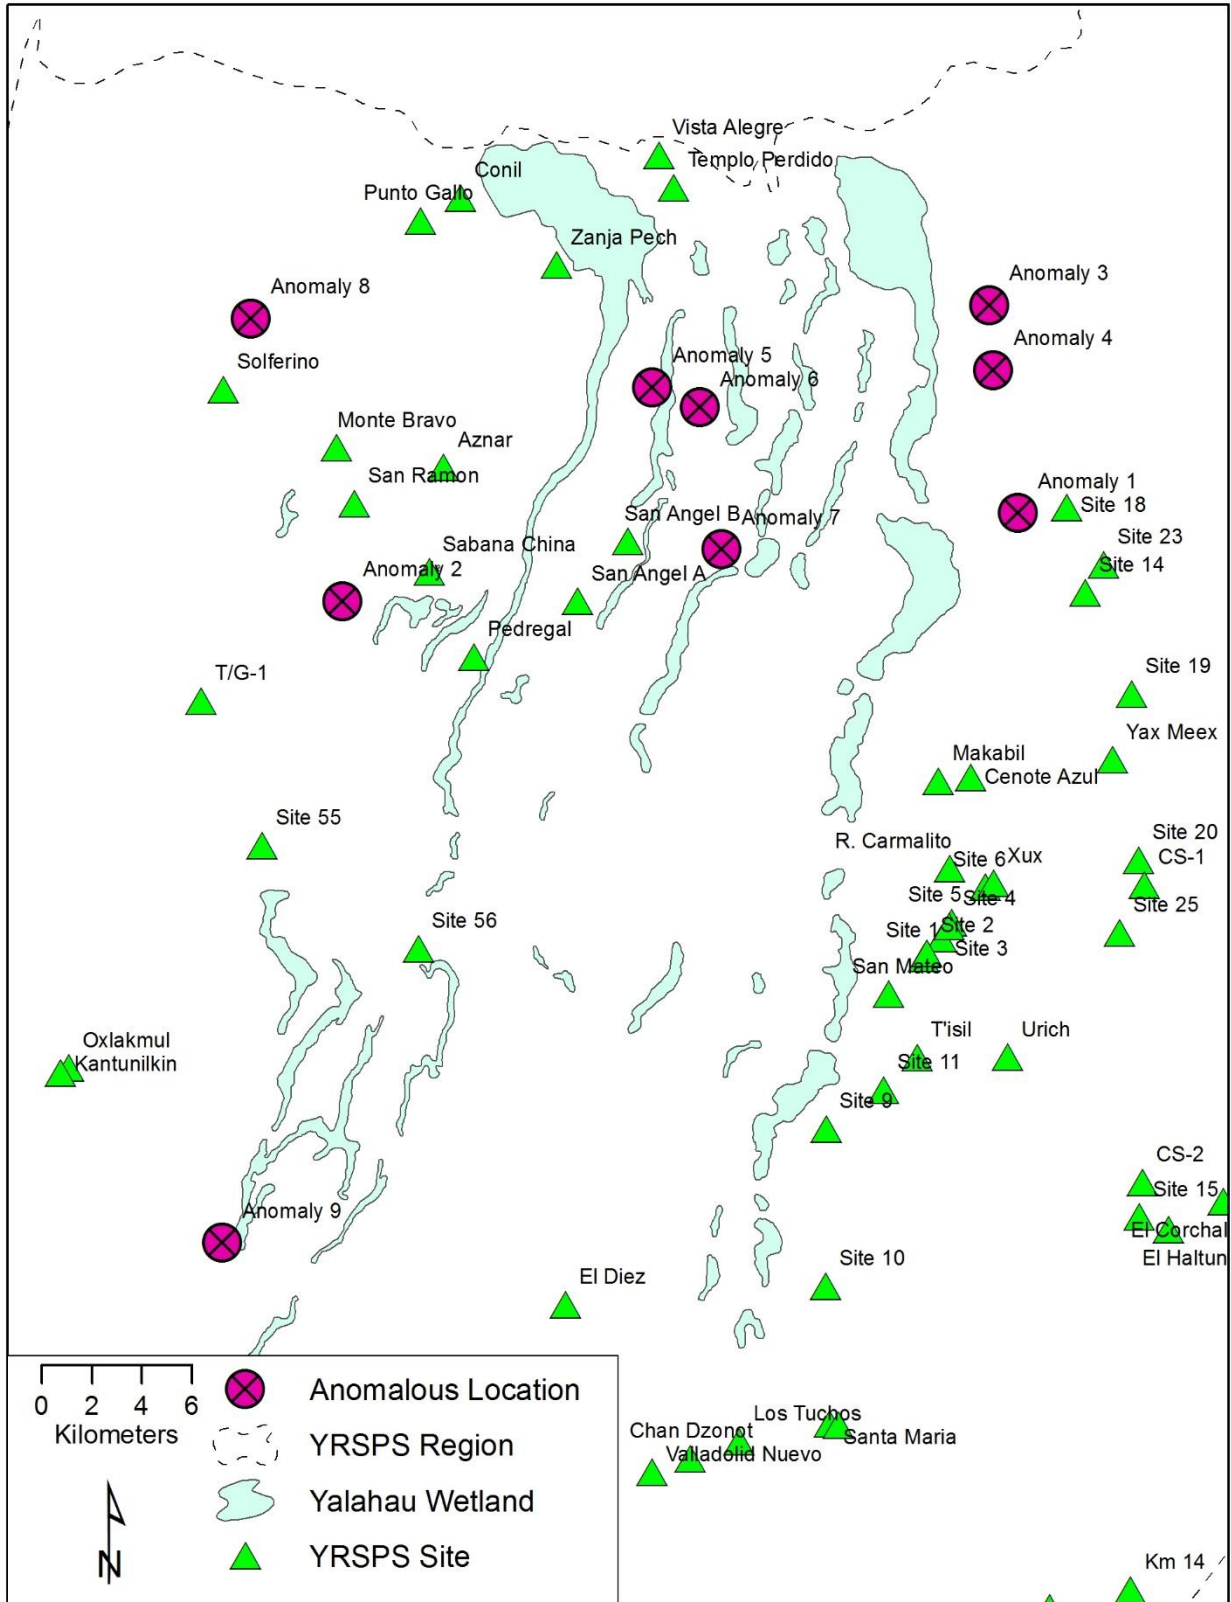 Vista Alegre
Templo Perdido
Conil
Punto Gallo
Zanja Pech
Anomaly 3
Anomaly 8
Anomaly 4
Anomaly 5
Solferino
Anomaly 6
Monte Bravo
Aznar
San Ramon
Anomaly 1
Site 18
San Angel B
Anomaly 7
Site 23
Sabana China
Site 14
Anomaly 2
San Angel A
Pedregal
Site 19
T/G-1
Yax Meex
Makabil
Cenote Azul
Site 55
Site 20
R. Carmalito
Site 6
Xux
CS-1
Site 5
Site 4
Site 25
Site 56
Site 1
Site 2
Site 3
San Mateo
T'isil
Urich
Oxlakmul
Kantunilkin
Site 11
Site 9
CS-2
Site 15
Anomaly 9
El Corchal
El Haltun
Site 10
El Diez
Los Tuchos
Chan Dzonot
Santa Maria
Valladolid Nuevo
Km 14
0 2 4 6
Kilometers
N
Anomalous Location
YRSPS Region
Yalahau Wetland
YRSPS Site